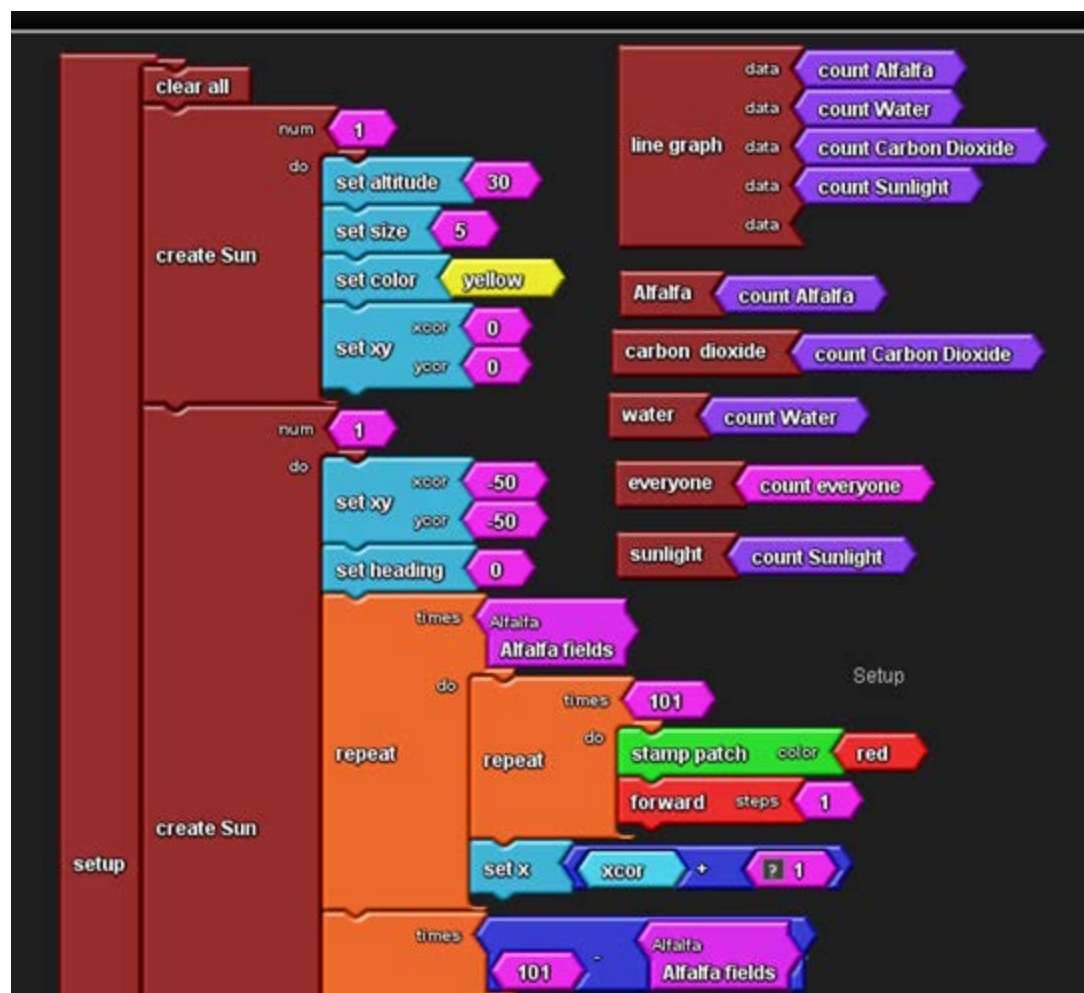 clear all
num 1
do
set altitude 30
set size 5
create Sun
set color yellow
set xy
xcor 0
ycor 0
num 1
do
set xy
xcor -50
ycor -50
set heading 0
times Alfalfa
Alfalfa fields
do
times 101
do
repeat
repeat
stamp patch color red
forward steps 1
create Sun
setup
set x xcor + ? 1
times
101 - Alfalfa
Alfalfa fields
line graph
data count Alfalfa
data count Water
data count Carbon Dioxide
data count Sunlight
data
Alfalfa count Alfalfa
carbon dioxide count Carbon Dioxide
water count Water
everyone count everyone
sunlight count Sunlight
Setup